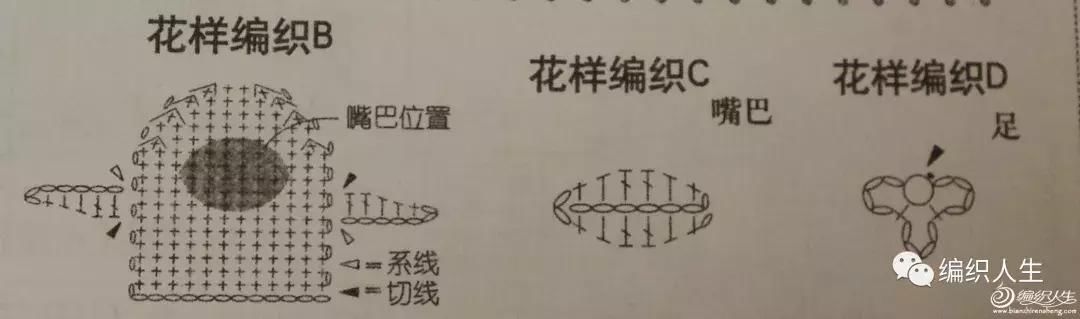 花样编织B
嘴巴位置
=系线
=切线
花样编织C
嘴巴
花样编织D
足
编织人生
编织人生
www.bianzhirensheng.com